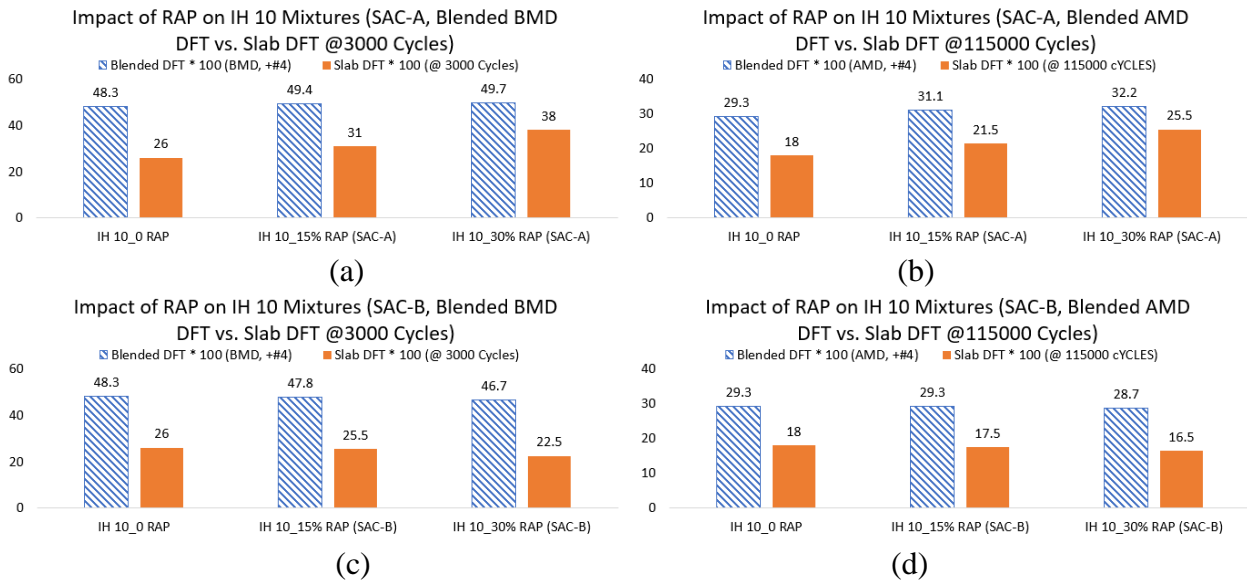 Impact of RAP on IH 10 Mixtures (SAC-A, Blended BMD
DFT vs. Slab DFT @3000 Cycles)
Blended DFT * 100 (BMD, +#4) Slab DFT * 100 (@ 3000 Cycles)
60
40
20
0
48.3
26
49.4
31
49.7
38
IH 10_0 RAP
IH 10_15% RAP (SAC-A)
IH 10_30% RAP (SAC-A)
(a)
Impact of RAP on IH 10 Mixtures (SAC-A, Blended AMD
DFT vs. Slab DFT @115000 Cycles)
Blended DFT * 100 (AMD, +#4) Slab DFT * 100 (@ 115000 cYCLES)
40
30
20
10
0
29.3
18
31.1
21.5
32.2
25.5
IH 10_0 RAP
IH 10_15% RAP (SAC-A)
IH 10_30% RAP (SAC-A)
(b)
Impact of RAP on IH 10 Mixtures (SAC-B, Blended BMD
DFT vs. Slab DFT @3000 Cycles)
Blended DFT * 100 (BMD, +#4) Slab DFT * 100 (@ 3000 Cycles)
60
40
20
0
48.3
26
47.8
25.5
46.7
22.5
IH 10_0 RAP
IH 10_15% RAP (SAC-B)
IH 10_30% RAP (SAC-B)
(c)
Impact of RAP on IH 10 Mixtures (SAC-B, Blended AMD
DFT vs. Slab DFT @115000 Cycles)
Blended DFT * 100 (AMD, +#4) Slab DFT * 100 (@ 115000 cYCLES)
40
30
20
10
0
29.3
18
29.3
17.5
28.7
16.5
IH 10_0 RAP
IH 10_15% RAP (SAC-B)
IH 10_30% RAP (SAC-B)
(d)